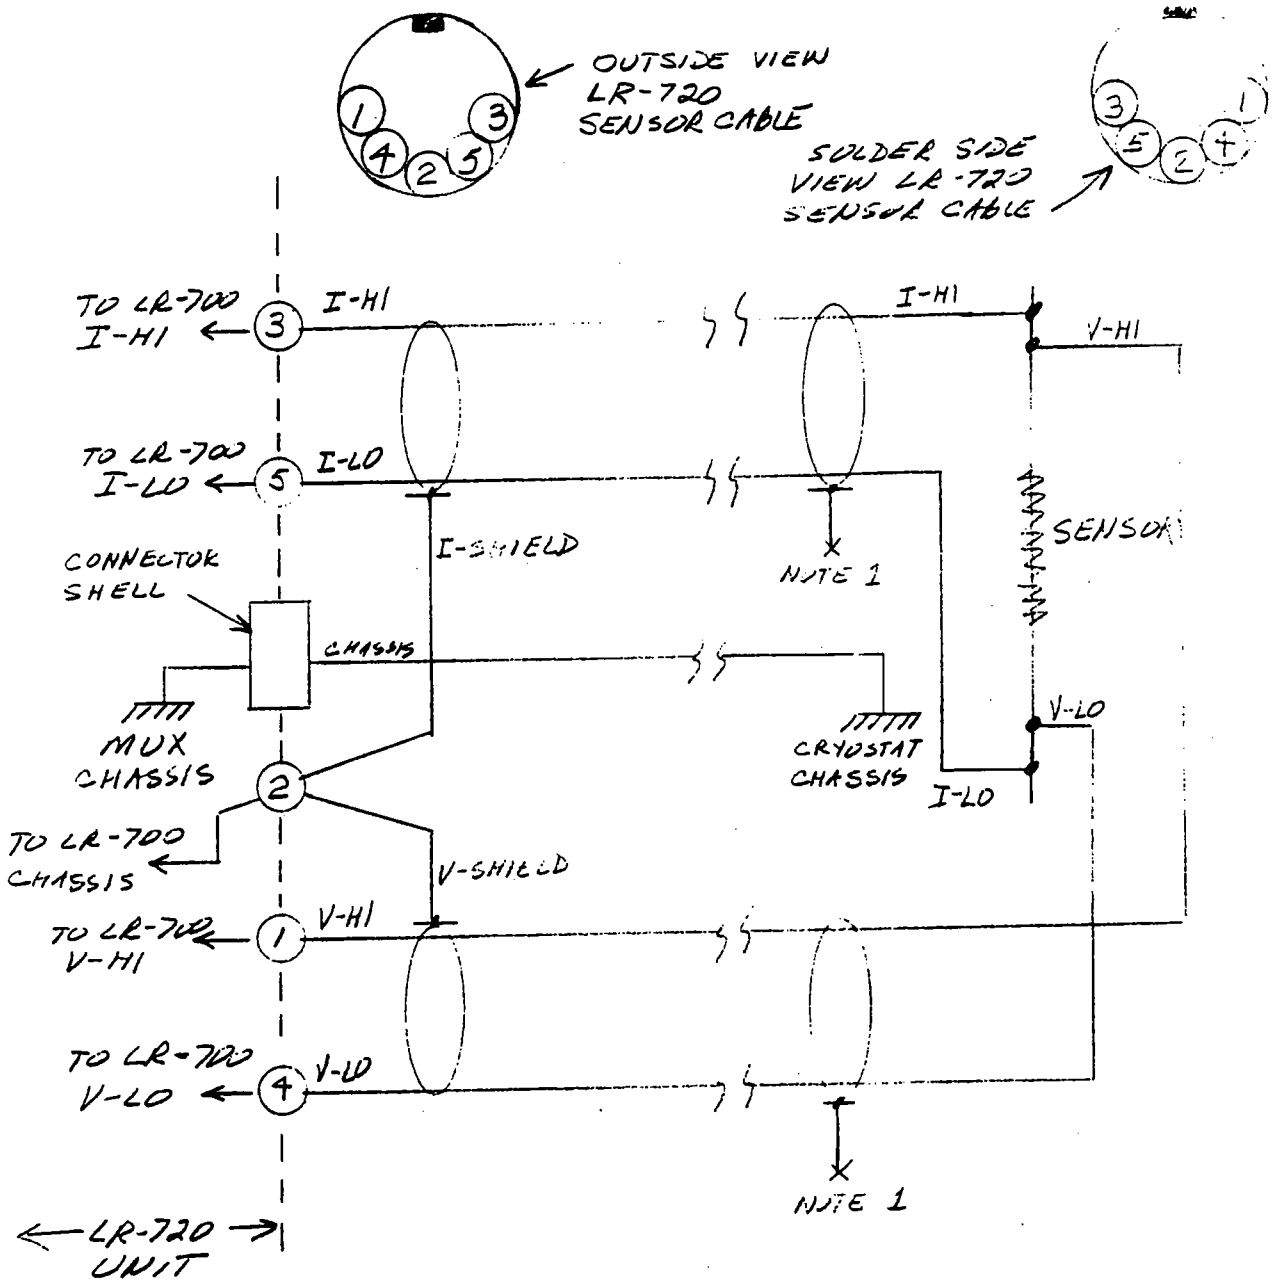 OUTSIDE VIEW
LR-720
SENSOR CABLE
1
4
2
5
3
SOLDER SIDE
VIEW LR-720
SENSOR CABLE
3
5
2
4
1
TO LR-700
I-HI
3
I-HI
I-HI
V-HI
TO LR-700
I-LO
5
I-LO
I-SHIELD
NOTE 1
SENSOR
CONNECTOR
SHELL
CHASSIS
MUX
CHASSIS
CRYOSTAT
CHASSIS
V-LO
I-LO
2
TO LR-700
CHASSIS
V-SHIELD
TO LR-700
V-HI
1
V-HI
TO LR-700
V-LO
4
V-LO
NOTE 1
LR-720
UNIT